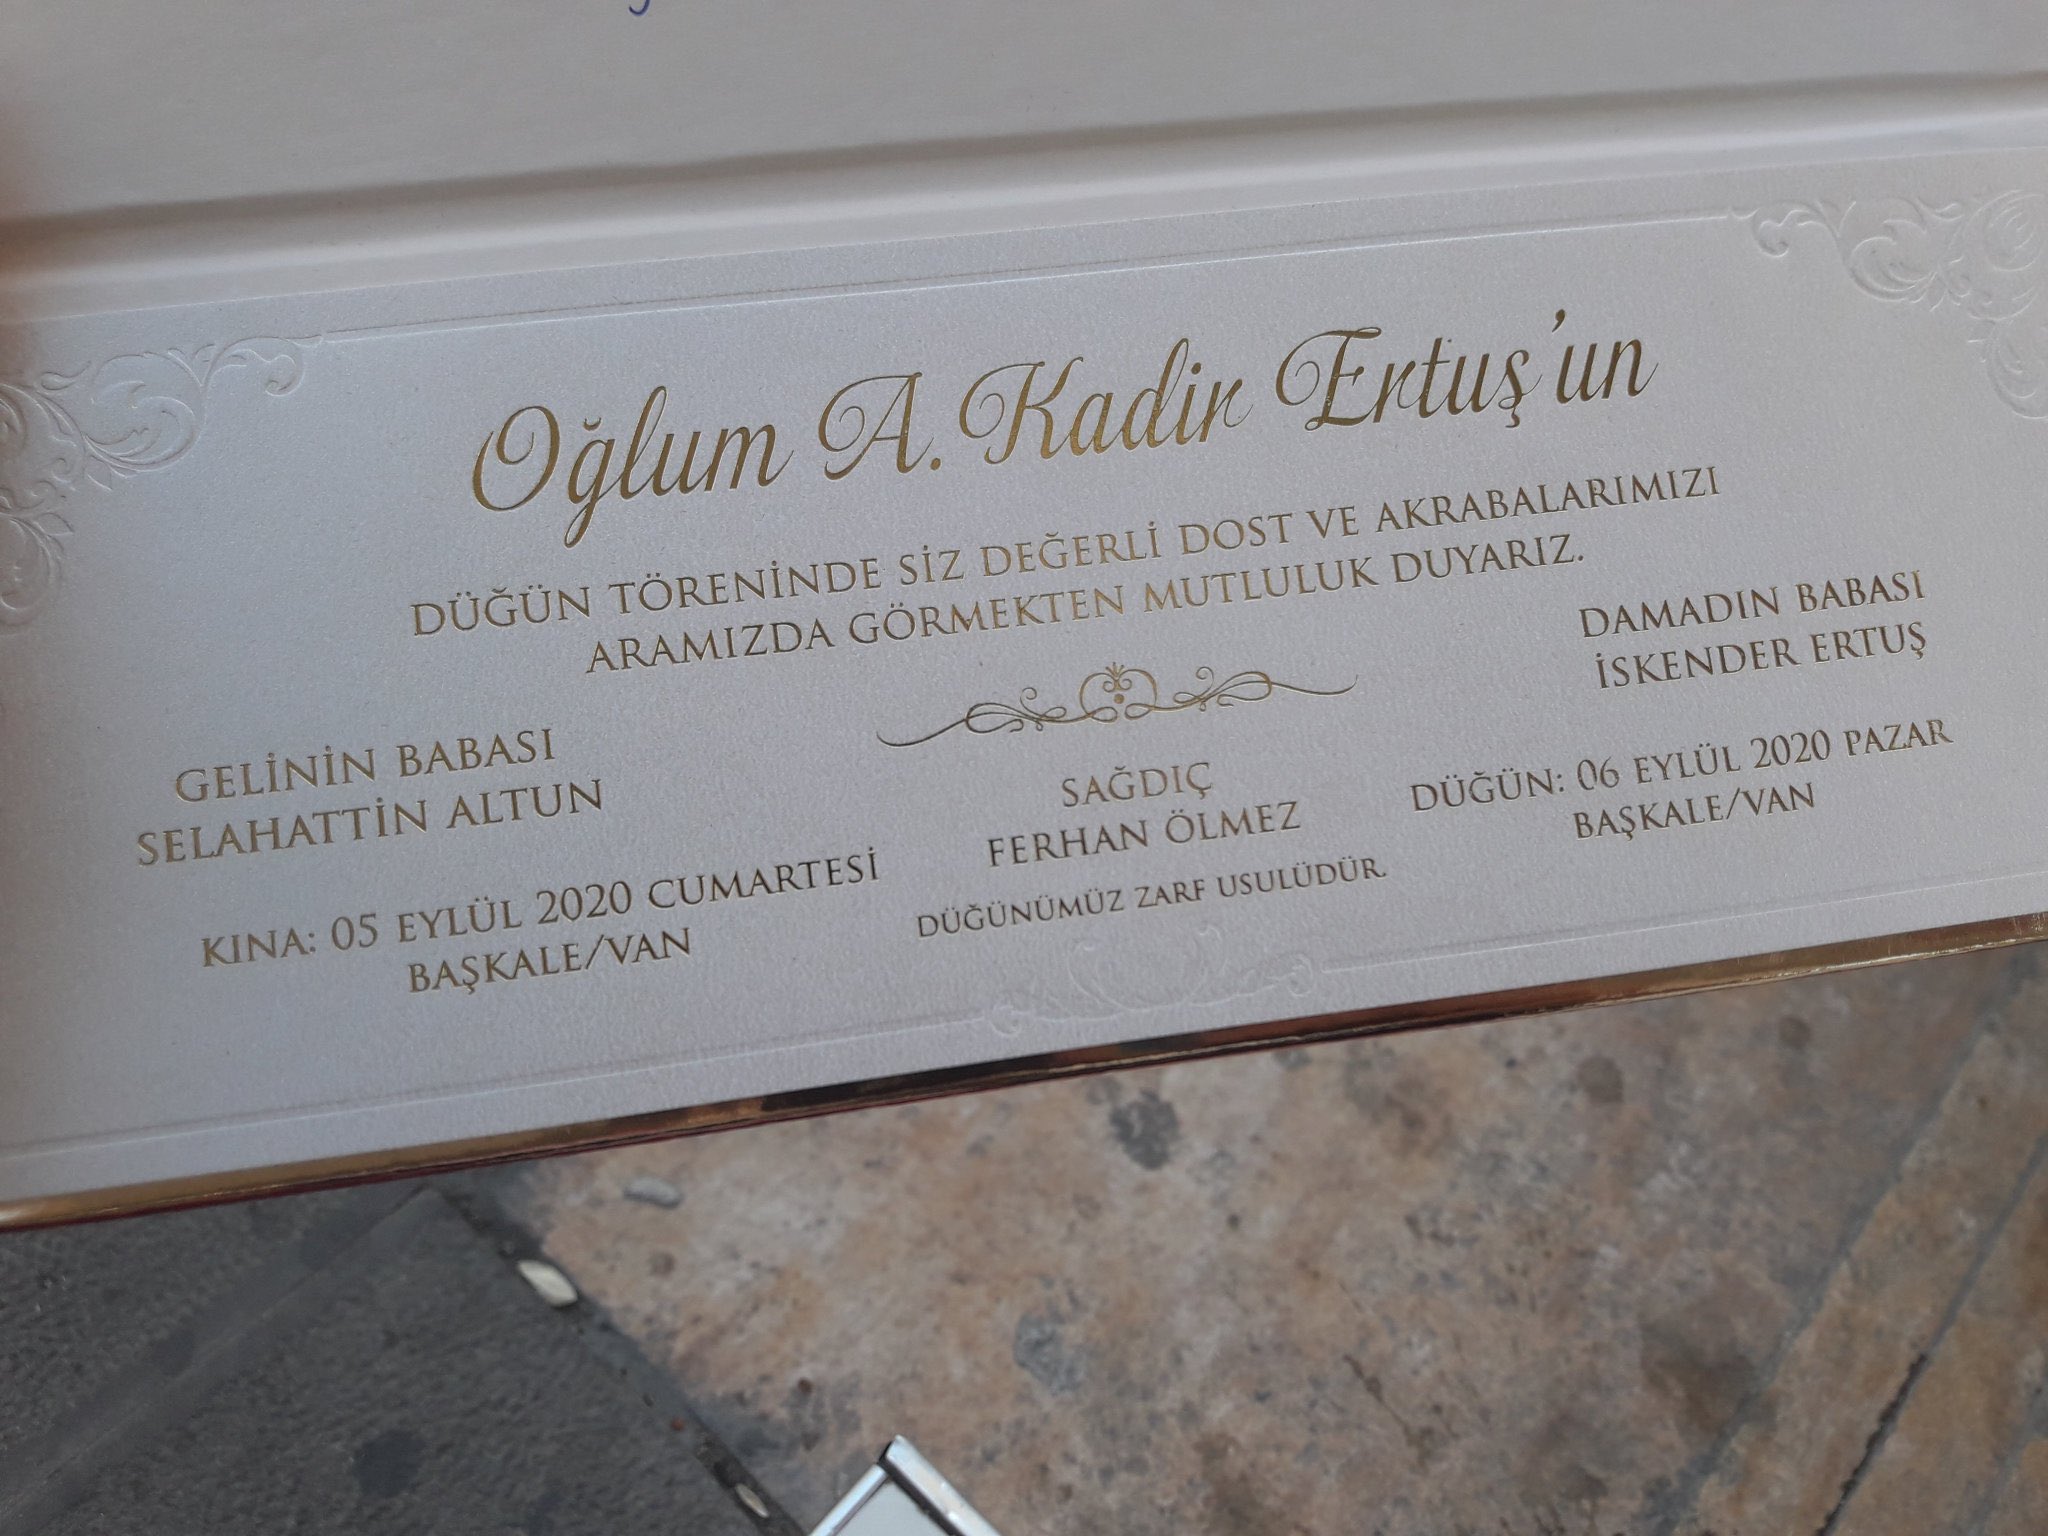 Oğlum A. Kadir Ertuş'un
DÜĞÜN TÖRENİNDE SİZ DEĞERLİ DOST VE AKRABALARIMIZI
ARAMIZDA GÖRMEKTEN MUTLULUK DUYARIZ.
GELİNİN BABASI
SELAHATTİN ALTUN
DAMADIN BABASI
İSKENDER ERTUŞ
SAĞDIÇ
FERHAN ÖLMEZ
KINA: 05 EYLÜL 2020 CUMARTESİ
BAŞKALE/VAN
DÜĞÜN: 06 EYLÜL 2020 PAZAR
BAŞKALE/VAN
DÜĞÜNÜMÜZ ZARF USULÜDÜR.